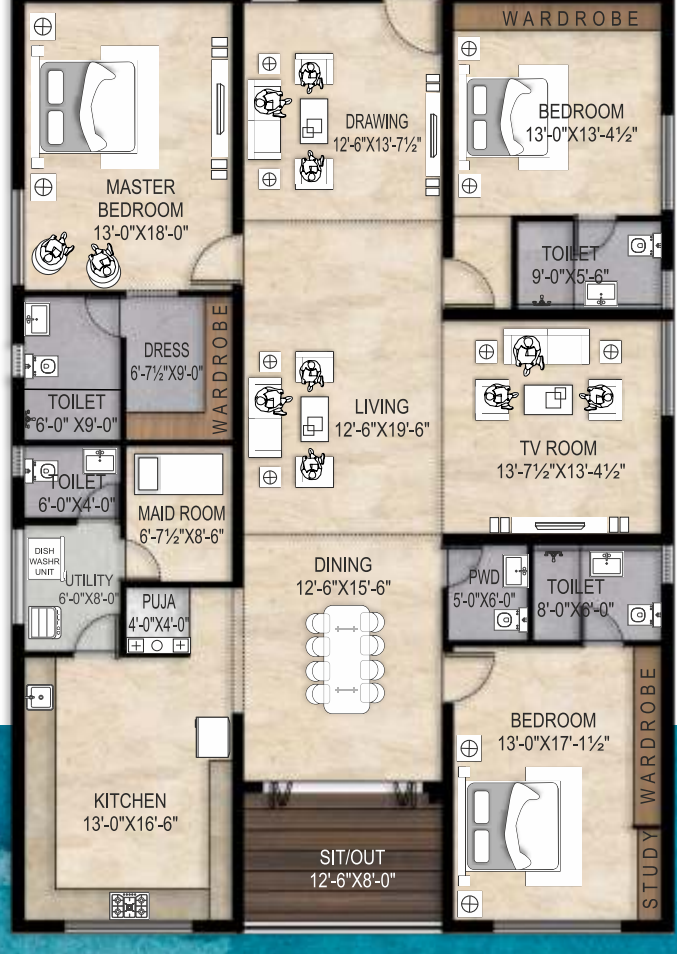 WARDROBE
DRAWING
12'-6"X13'-7½"
BEDROOM
13'-0"X13'-4½"
MASTER
BEDROOM
13'-0"X18'-0"
TOILET
9'-0"X5'-6"
DRESS
6'-7½"X9'-0"
WARDROBE
TOILET
6'-0" X9'-0"
LIVING
12'-6"X19'-6"
TV ROOM
13'-7½"X13'-4½"
TOILET
6'-0"X4'-0"
MAID ROOM
6'-7½"X8'-6"
DISH
WASHR
UNIT
UTILITY
6'-0"X8'-0"
PUJA
4'-0"X4'-0"
DINING
12'-6"X15'-6"
PWD
5'-0"X6'-0"
TOILET
8'-0"X6'-0"
WARDROBE
BEDROOM
13'-0"X17'-1½"
KITCHEN
13'-0"X16'-6"
SIT/OUT
12'-6"X8'-0"
STUDY